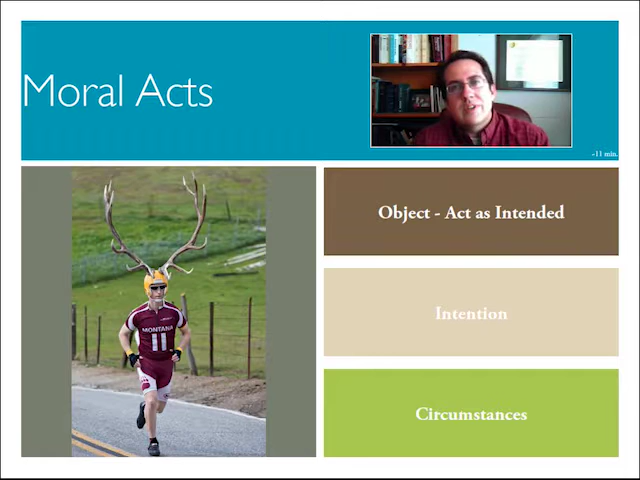 Moral Acts
~11 min.
Object - Act as Intended
Intention
Circumstances
MONTANA
11